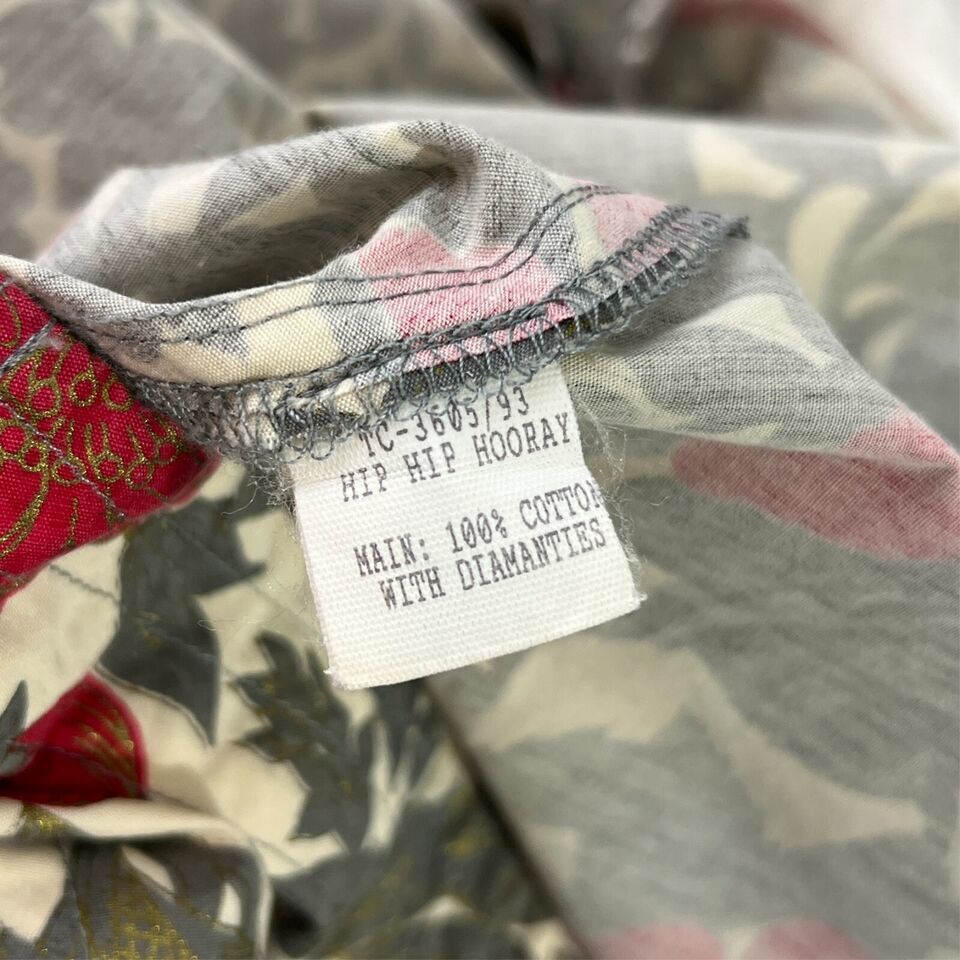 TC-3605/93
HIP HIP HOORAY
MAIN: 100% COTTON
WITH DIAMANTIES